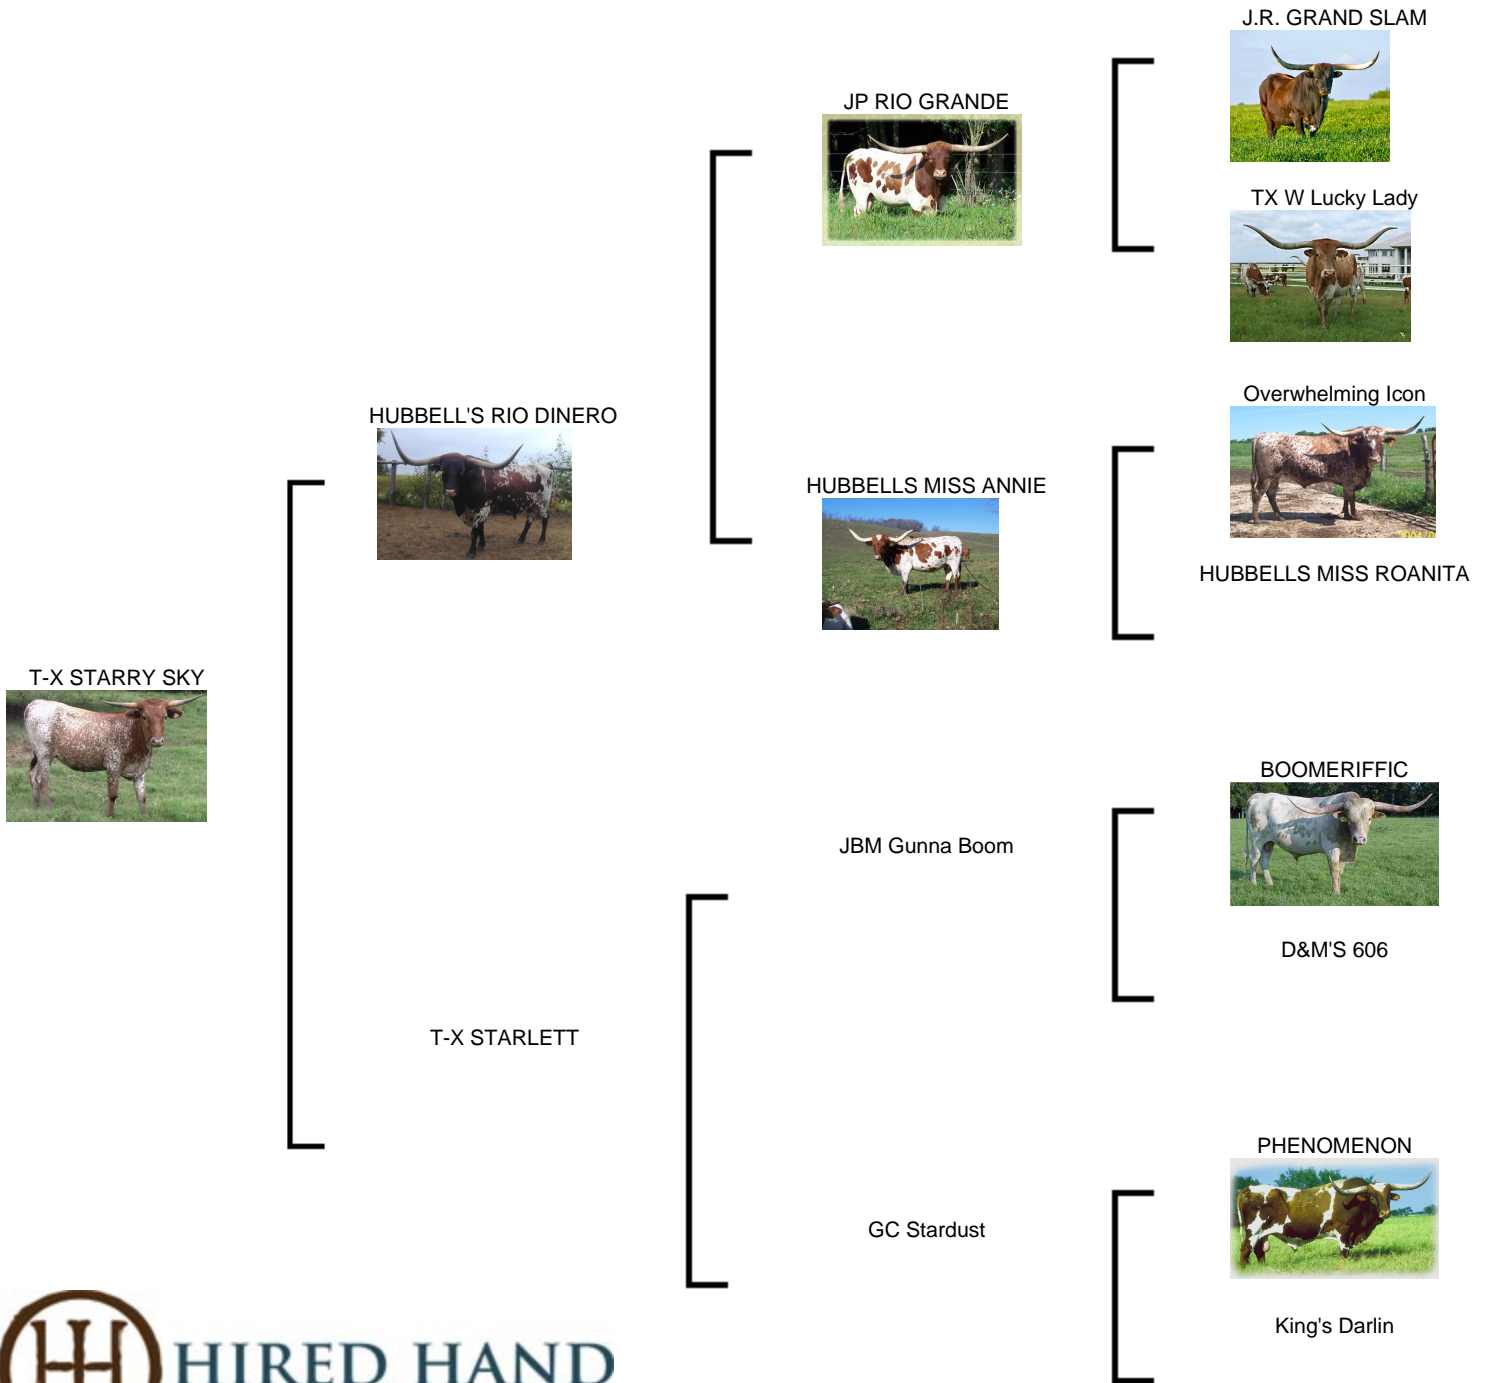 J.R. GRAND SLAM
JP RIO GRANDE
TX W Lucky Lady
Overwhelming Icon
HUBBELL'S RIO DINERO
HUBBELLS MISS ANNIE
HUBBELLS MISS ROANITA
T-X STARRY SKY
BOOMERIFFIC
JBM Gunna Boom
D&M'S 606
T-X STARLETT
PHENOMENON
GC Stardust
King's Darlin
HIRED HAND